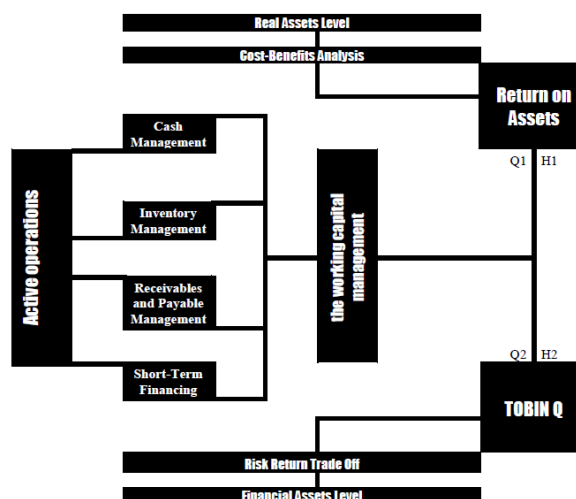 Real Assets Level
Cost-Benefits Analysis
Return on
Assets
Cash
Management
Q1 H1
Active operations
Inventory
Management
the working capital
management
Receivables
and Payable
Management
Q2 H2
Short-Term
Financing
TOBIN Q
Risk Return Trade Off
Financial Assets Level